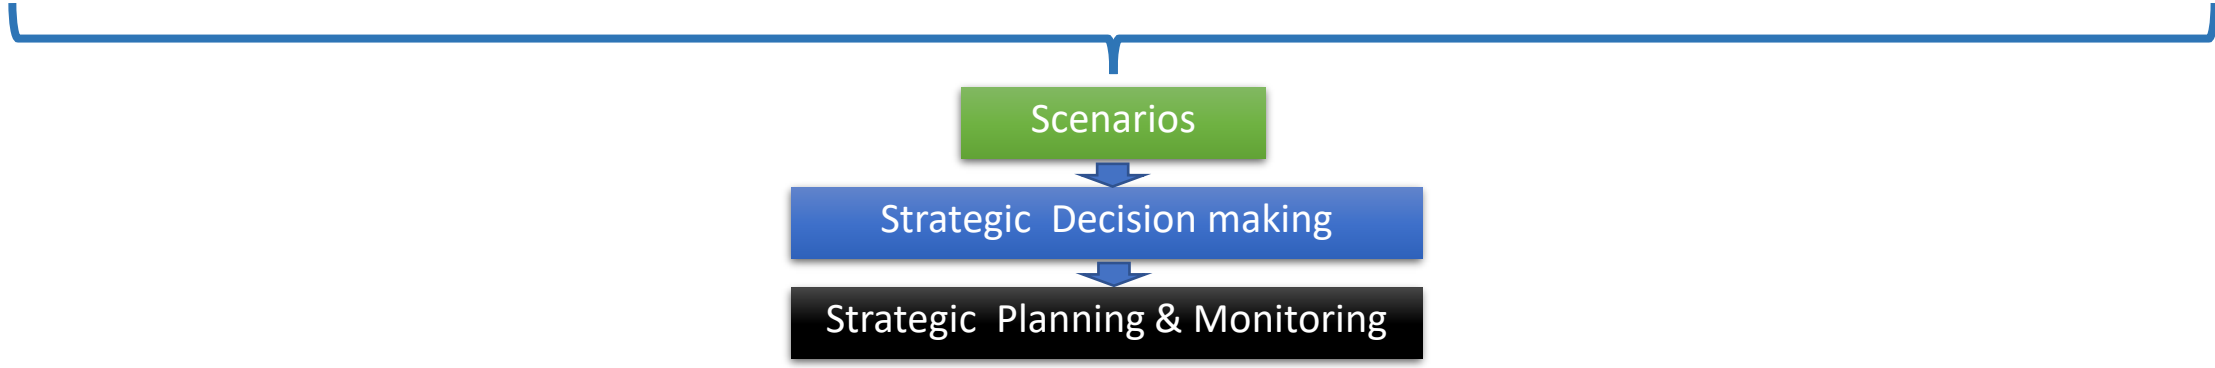 Scenarios
Strategic  Decision making
Strategic  Planning & Monitoring